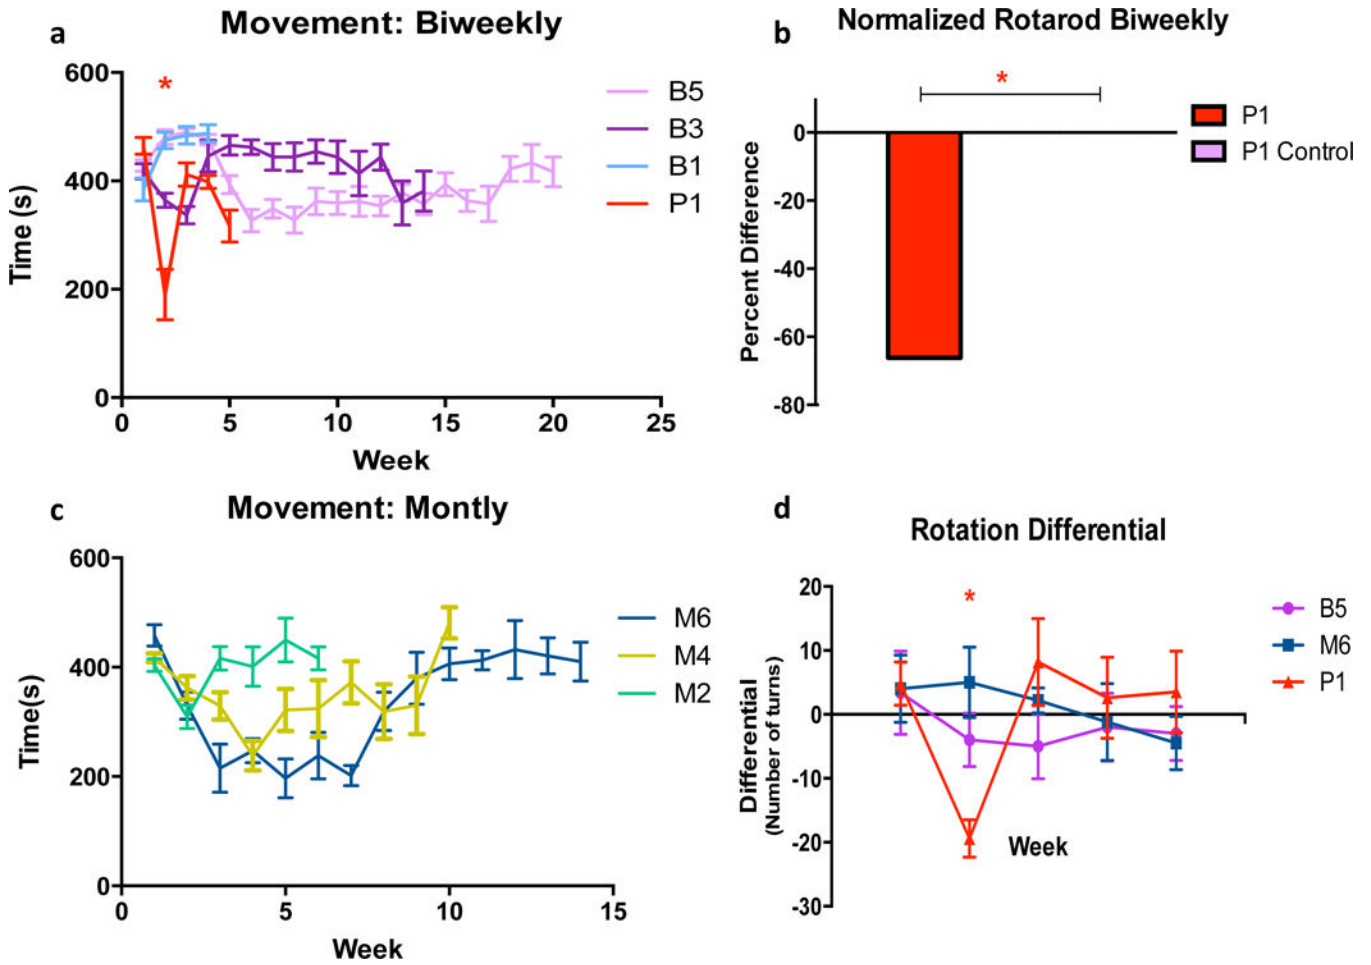 a
Movement: Biweekly
*
600
400
200
0
Time (s)
0 5 10 15 20 25
Week
B5
B3
B1
P1
b
Normalized Rotarod Biweekly
*
0
-20
-40
-60
-80
Percent Difference
P1
P1 Control
c
Movement: Montly
600
400
200
0
Time(s)
0 5 10 15
Week
M6
M4
M2
d
Rotation Differential
*
20
10
0
-10
-20
-30
Differential
(Number of turns)
Week
B5
M6
P1